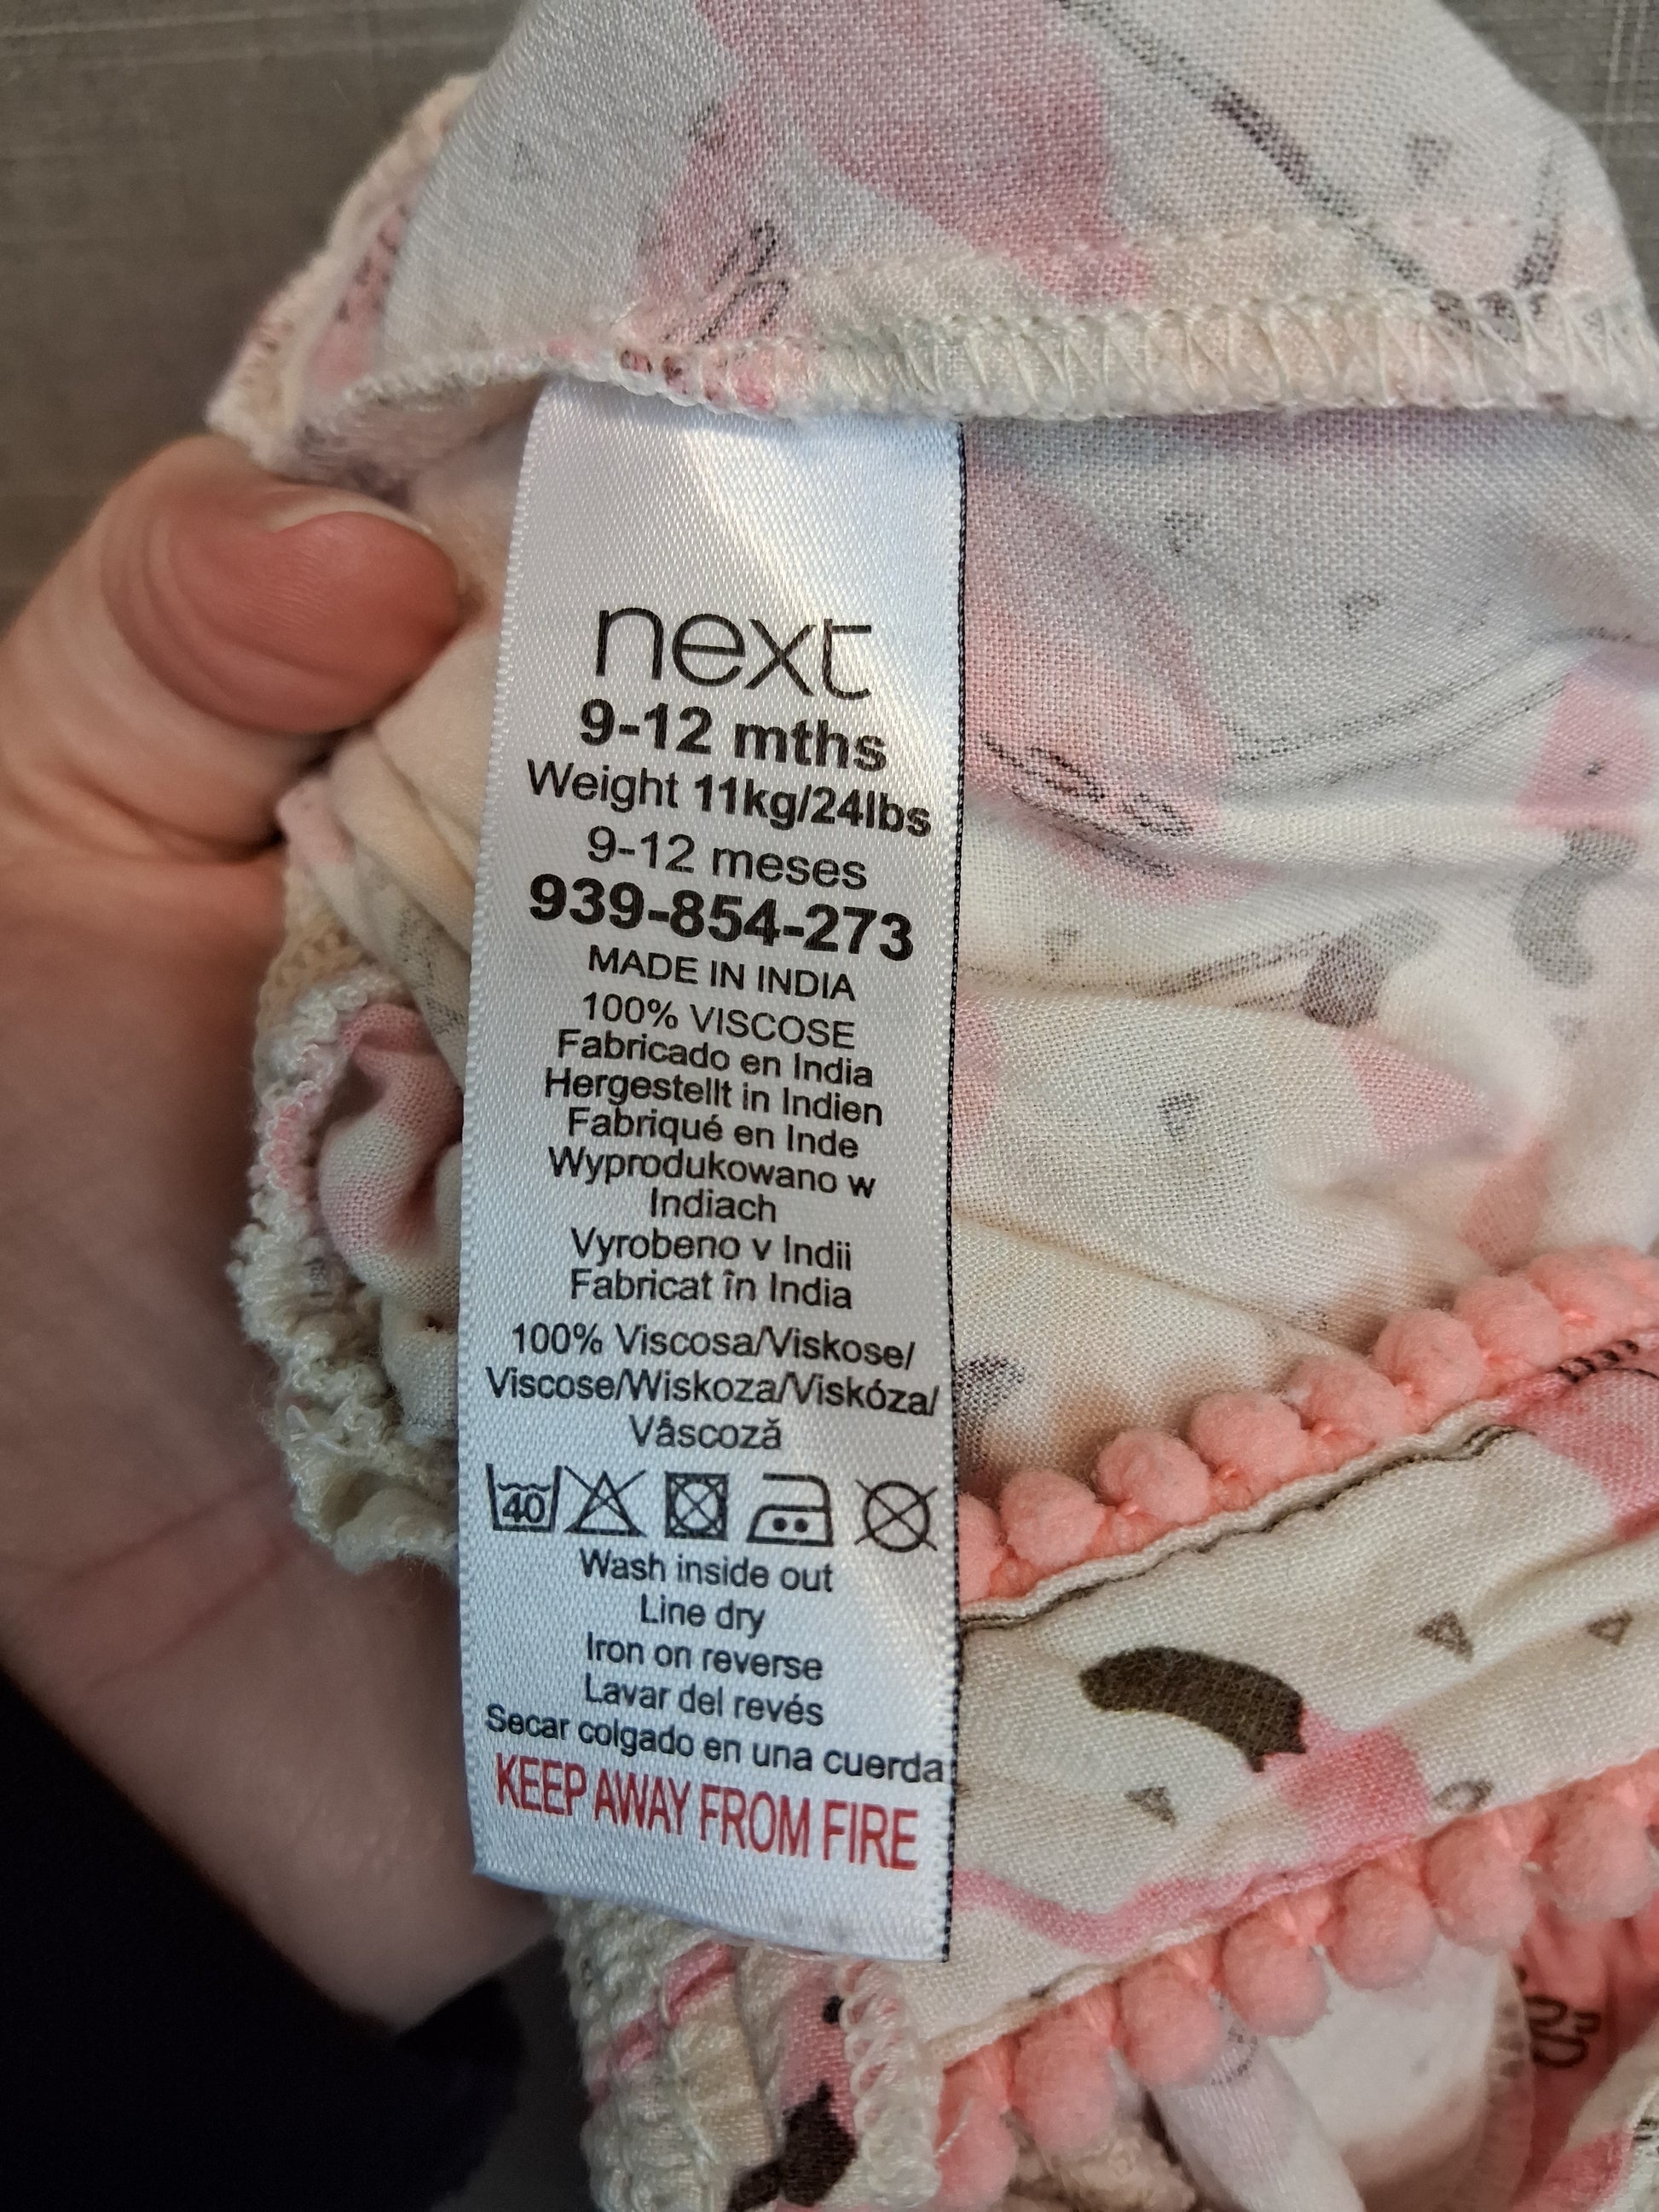 next
9-12 mths
Weight 11kg/24lbs
9-12 meses
939-854-273
MADE IN INDIA
100% VISCOSE
Fabricado en India
Hergestellt in Indien
Fabriqué en Inde
Wyprodukowano w
Indiach
Vyrobeno v Indii
Fabricat în India
100% Viscosa/Viskose/
Viscose/Wiskoza/Viskóza/
Vâscoză
40
Wash inside out
Line dry
Iron on reverse
Lavar del revés
Secar colgado en una cuerda
KEEP AWAY FROM FIRE